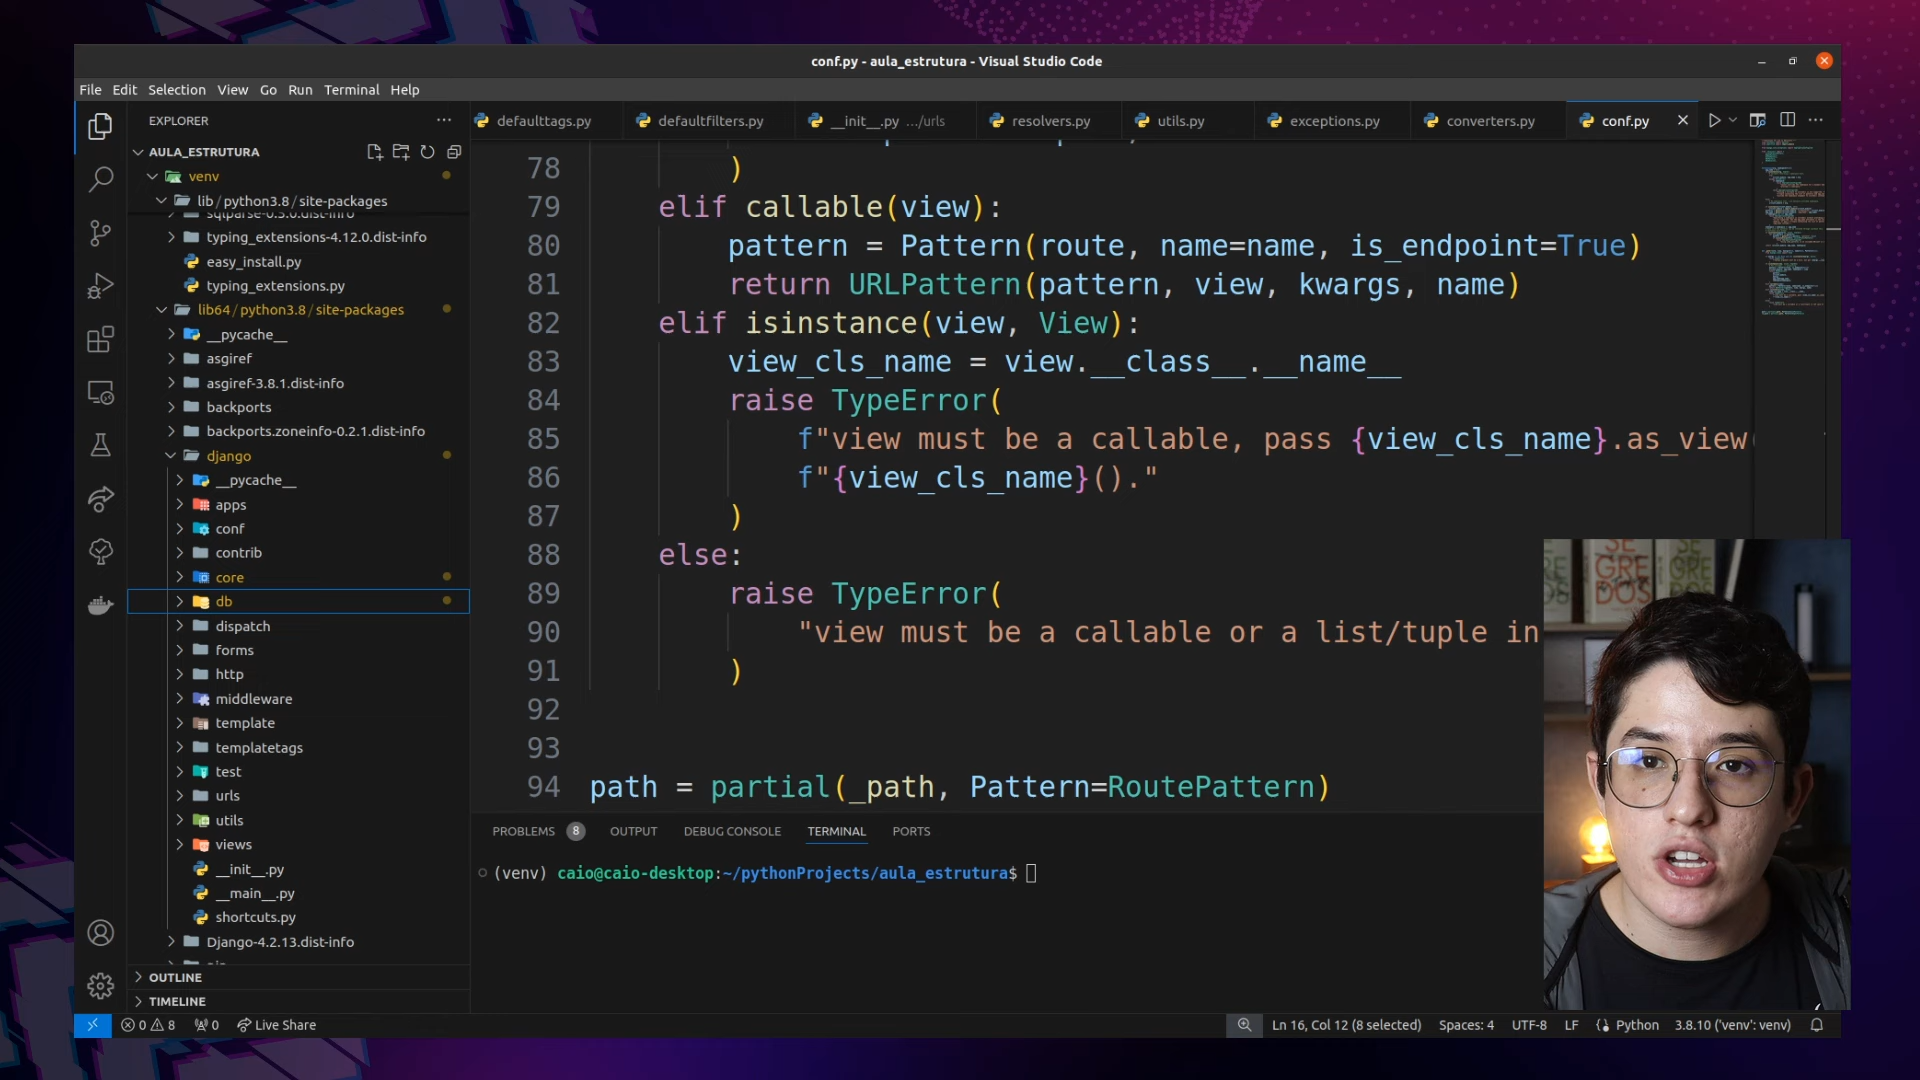 conf.py - aula_estrutura - Visual Studio Code
File Edit Selection View Go Run Terminal Help
EXPLORER
AULA_ESTRUTURA
venv
lib / python3.8 / site-packages
sqlparse-0.5.0.dist-info
typing_extensions-4.12.0.dist-info
easy_install.py
typing_extensions.py
lib64 / python3.8 / site-packages
__pycache__
asgiref
asgiref-3.8.1.dist-info
backports
backports.zoneinfo-0.2.1.dist-info
django
__pycache__
apps
conf
contrib
core
db
dispatch
forms
http
middleware
template
templatetags
test
urls
utils
views
__init__.py
__main__.py
shortcuts.py
Django-4.2.13.dist-info
OUTLINE
TIMELINE
defaulttags.py defaultfilters.py __init__.py .../urls resolvers.py utils.py exceptions.py converters.py conf.py
78 )
79 elif callable(view):
80 pattern = Pattern(route, name=name, is_endpoint=True)
81 return URLPattern(pattern, view, kwargs, name)
82 elif isinstance(view, View):
83 view_cls_name = view.__class__.__name__
84 raise TypeError(
85 f"view must be a callable, pass {view_cls_name}.as_view(
86 f"{view_cls_name}()."
87 )
88 else:
89 raise TypeError(
90 "view must be a callable or a list/tuple in
91 )
92
93
94 path = partial(_path, Pattern=RoutePattern)
PROBLEMS 8 OUTPUT DEBUG CONSOLE TERMINAL PORTS
(venv) caio@caio-desktop:~/pythonProjects/aula_estrutura$
SE
GRE
DOS
0 8 0 Live Share
Ln 16, Col 12 (8 selected) Spaces: 4 UTF-8 LF Python 3.8.10 ('venv': venv)